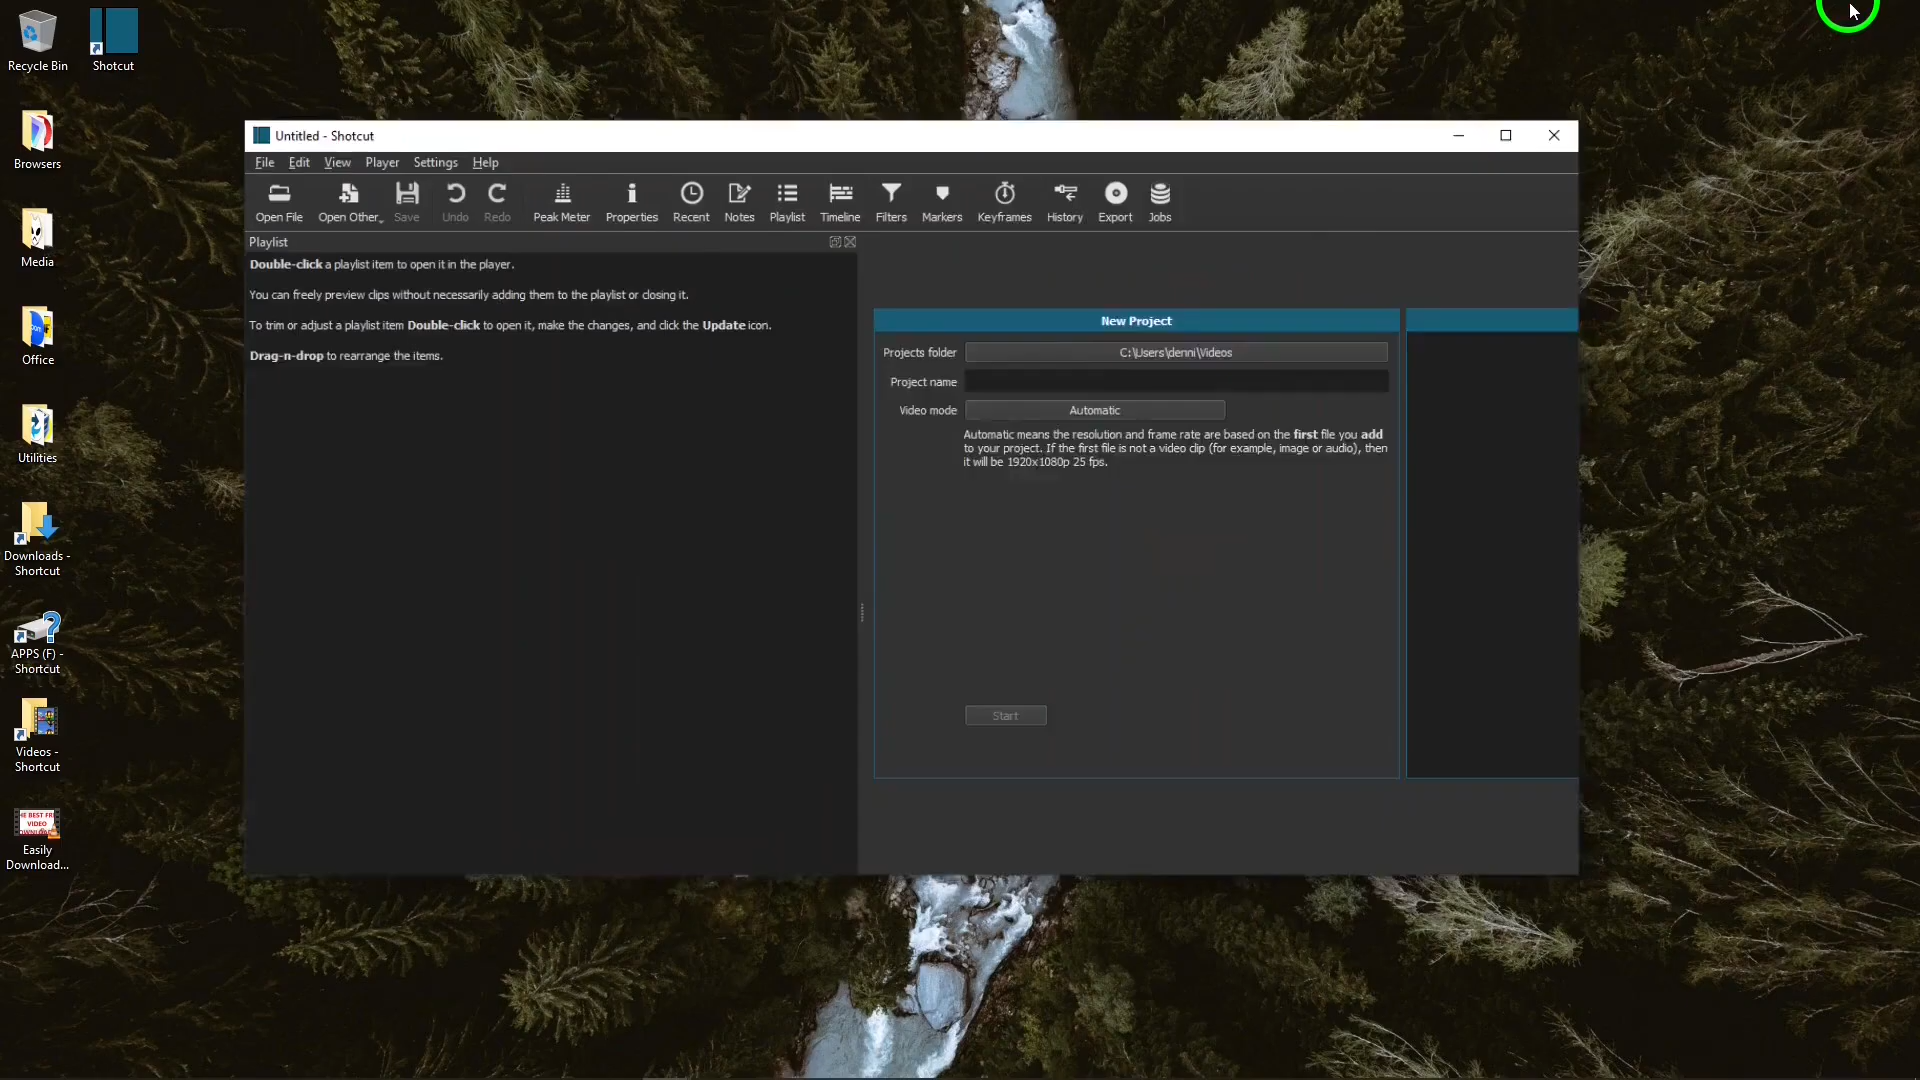 Recycle Bin
Shotcut
Browsers
Media
Office
Utilities
Downloads -
Shortcut
APPS (F) -
Shortcut
Videos -
Shortcut
HE BEST FR
VIDEO
Easily
Download...
Untitled - Shotcut
File Edit View Player Settings Help
Open File Open Other Save Undo Redo Peak Meter Properties Recent Notes Playlist Timeline Filters Markers Keyframes History Export Jobs
Playlist
Double-click a playlist item to open it in the player.
You can freely preview clips without necessarily adding them to the playlist or closing it.
To trim or adjust a playlist item Double-click to open it, make the changes, and click the Update icon.
Drag-n-drop to rearrange the items.
New Project
Projects folder C:\Users\denni\Videos
Project name
Video mode Automatic
Automatic means the resolution and frame rate are based on the first file you add
to your project. If the first file is not a video clip (for example, image or audio), then
it will be 1920x1080p 25 fps.
Start